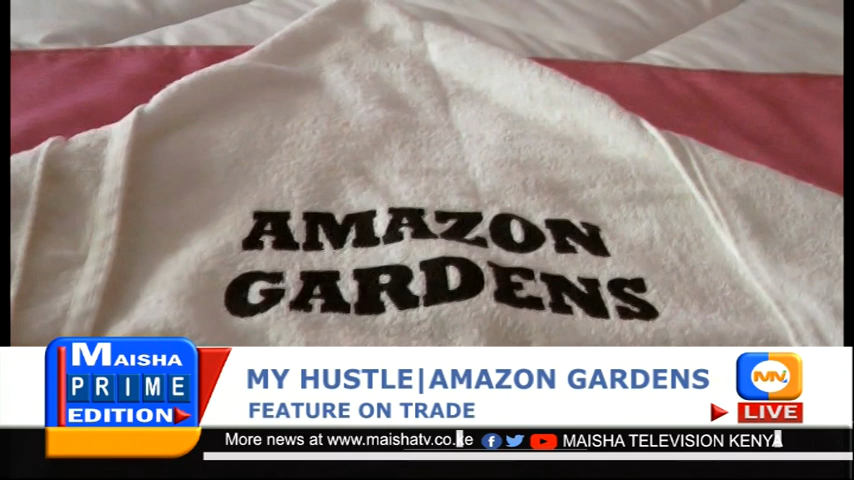 AMAZON
GARDENS
MAISHA
PRIME
EDITION
MY HUSTLE|AMAZON GARDENS
FEATURE ON TRADE
MN
LIVE
More news at www.maishatv.co. e MAISHA TELEVISION KENYA